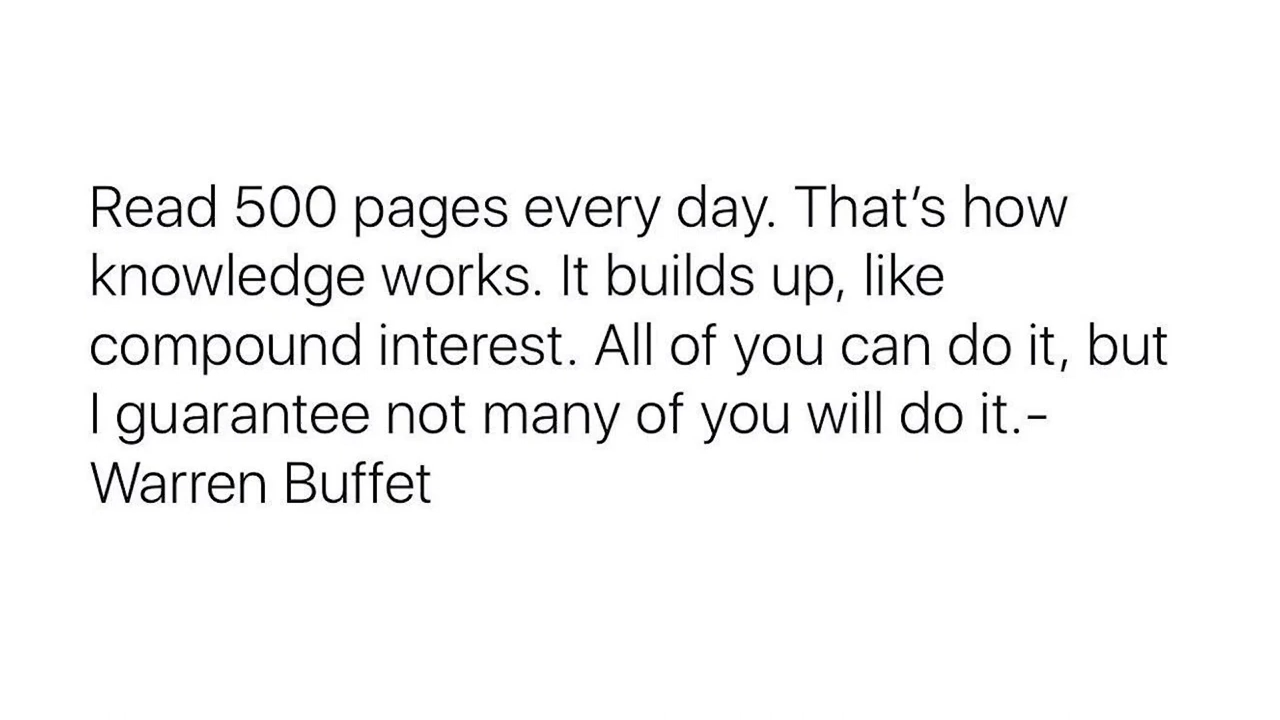 Read 500 pages every day. That’s how
knowledge works. It builds up, like
compound interest. All of you can do it, but
I guarantee not many of you will do it.-
Warren Buffet